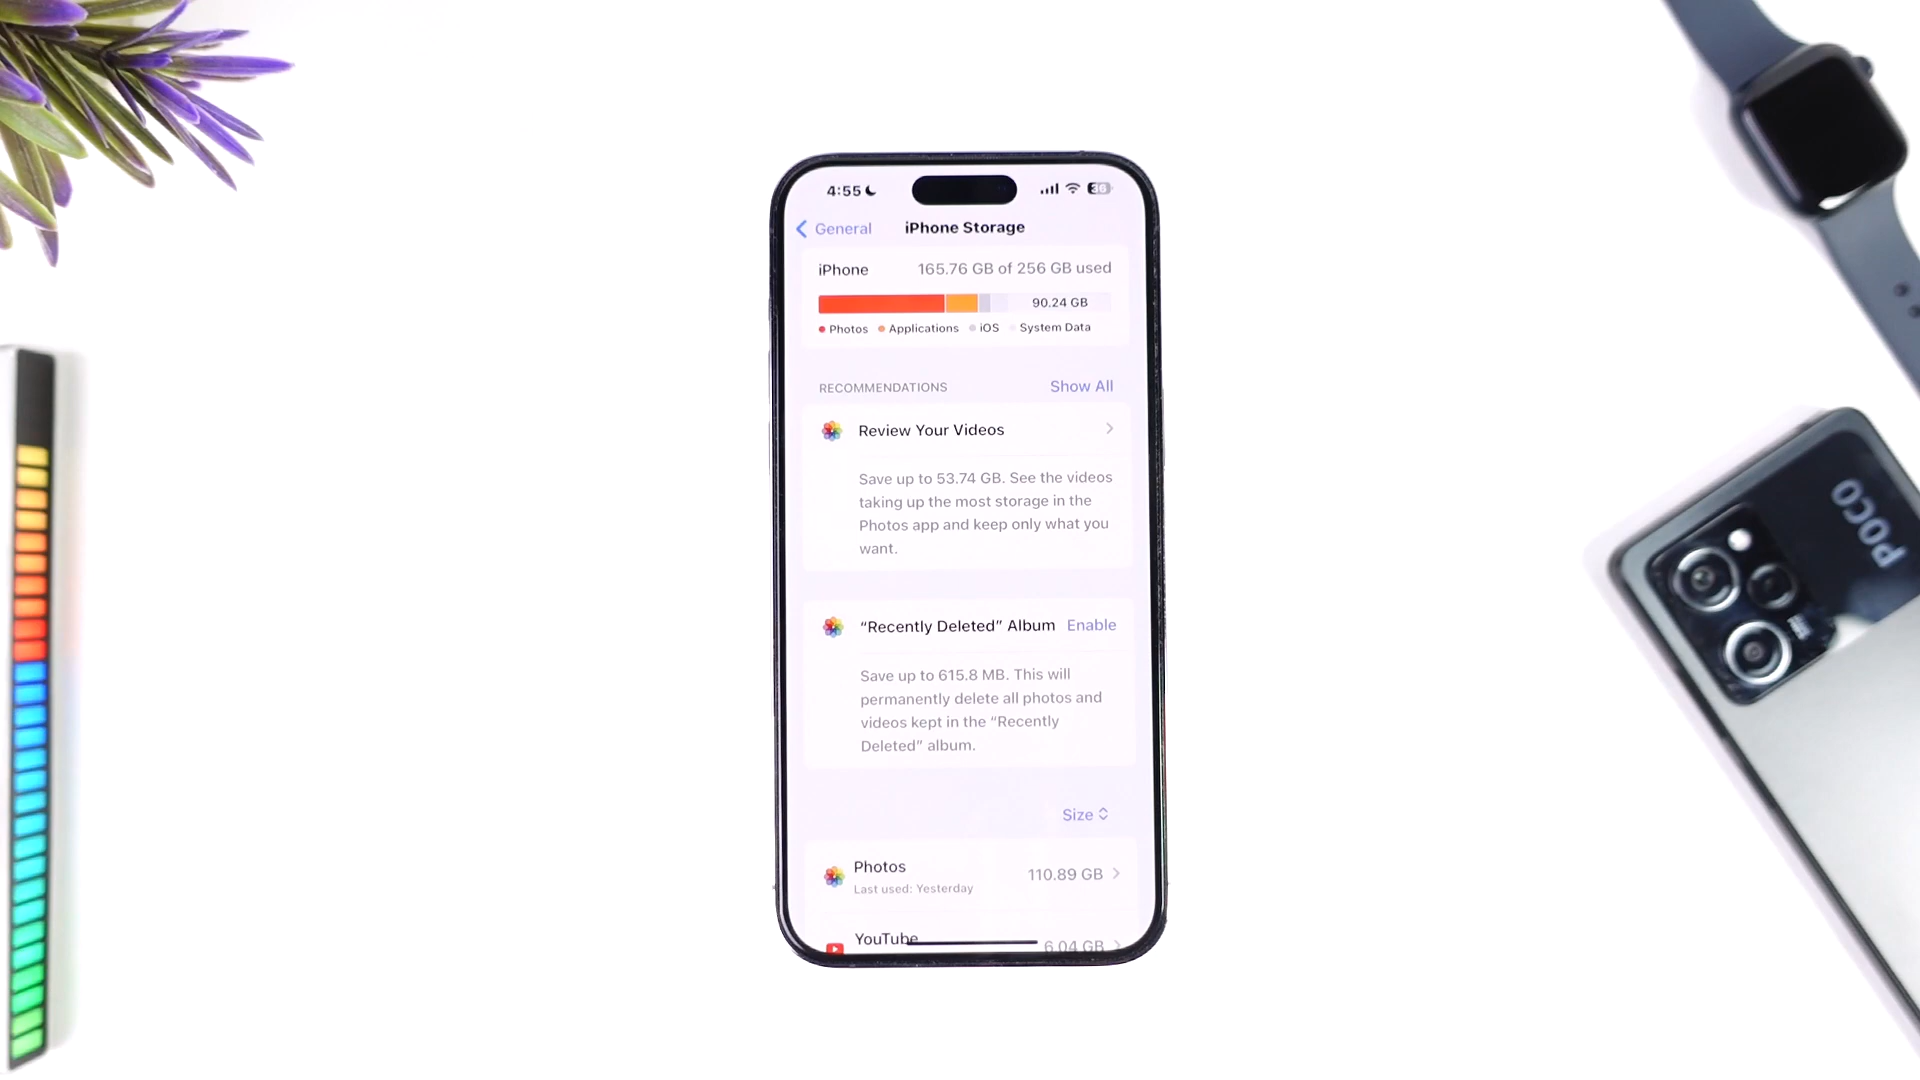 4:55
36
General
iPhone Storage
iPhone 165.76 GB of 256 GB used
90.24 GB
Photos Applications iOS System Data
RECOMMENDATIONS Show All
Review Your Videos
Save up to 53.74 GB. See the videos
taking up the most storage in the
Photos app and keep only what you
want.
“Recently Deleted” Album Enable
Save up to 615.8 MB. This will
permanently delete all photos and
videos kept in the “Recently
Deleted” album.
Size
Photos 110.89 GB
Last used: Yesterday
YouTube 6.04 GB
POCO